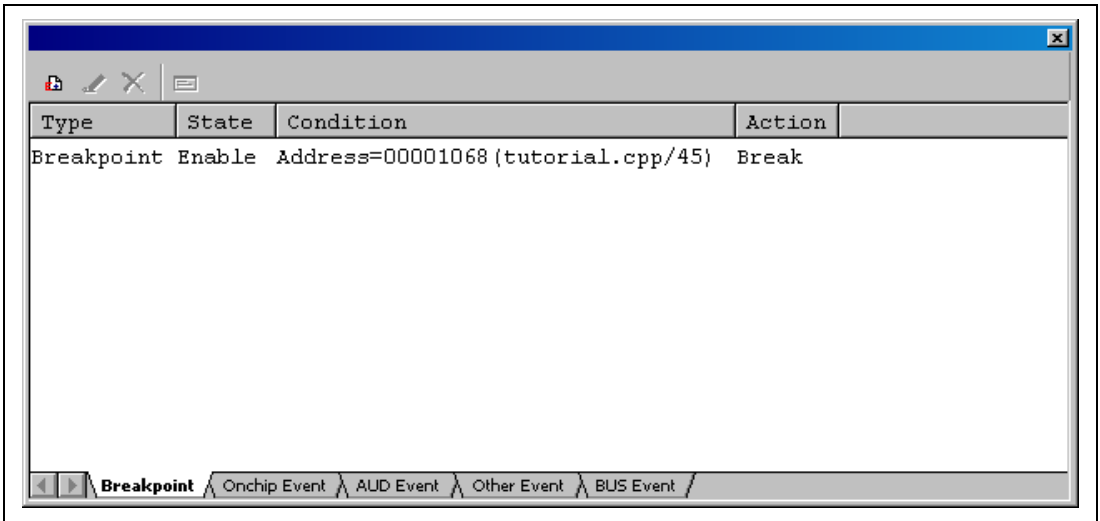 Type State Condition Action
Breakpoint Enable Address=00001068(tutorial.cpp/45) Break
Breakpoint Onchip Event AUD Event Other Event BUS Event